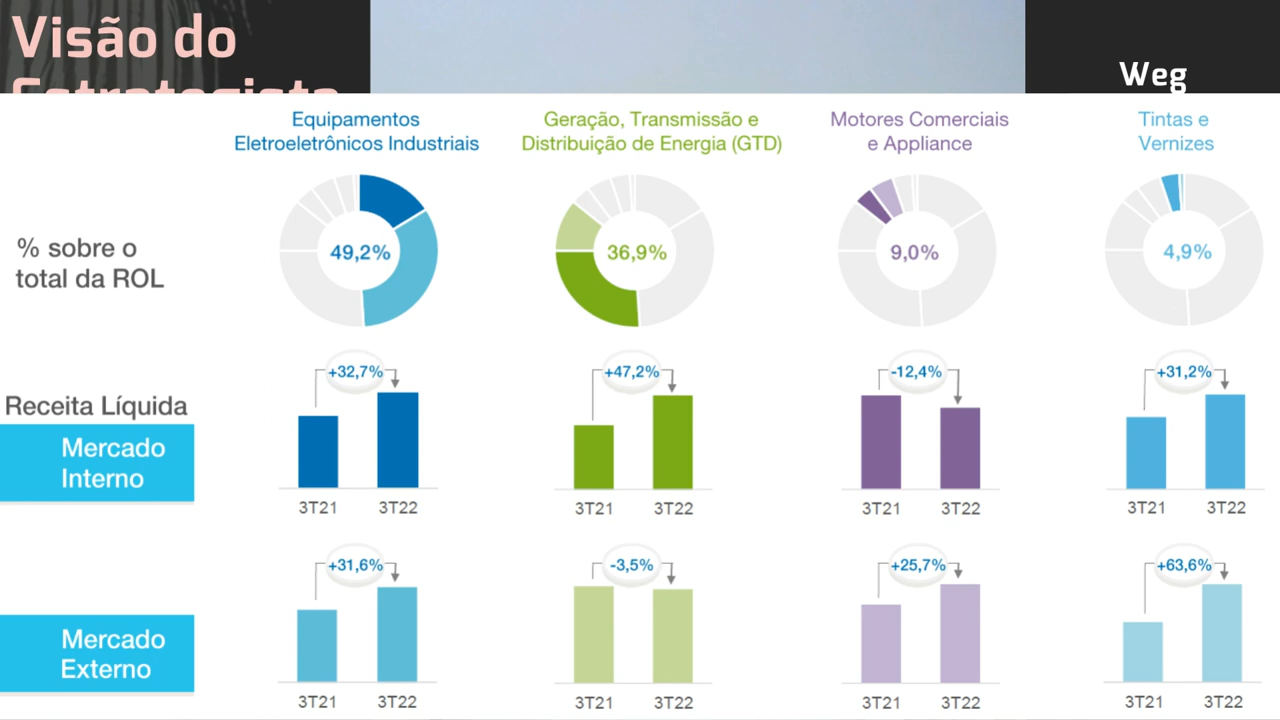 Visão do
Estrategista
Weg
Equipamentos
Eletroeletrônicos Industriais
Geração, Transmissão e
Distribuição de Energia (GTD)
Motores Comerciais
e Appliance
Tintas e
Vernizes
% sobre o
total da ROL
49,2%
36,9%
9,0%
4,9%
Receita Líquida
Mercado
Interno
+32,7%
3T21 3T22
+47,2%
3T21 3T22
-12,4%
3T21 3T22
+31,2%
3T21 3T22
Mercado
Externo
+31,6%
3T21 3T22
-3,5%
3T21 3T22
+25,7%
3T21 3T22
+63,6%
3T21 3T22